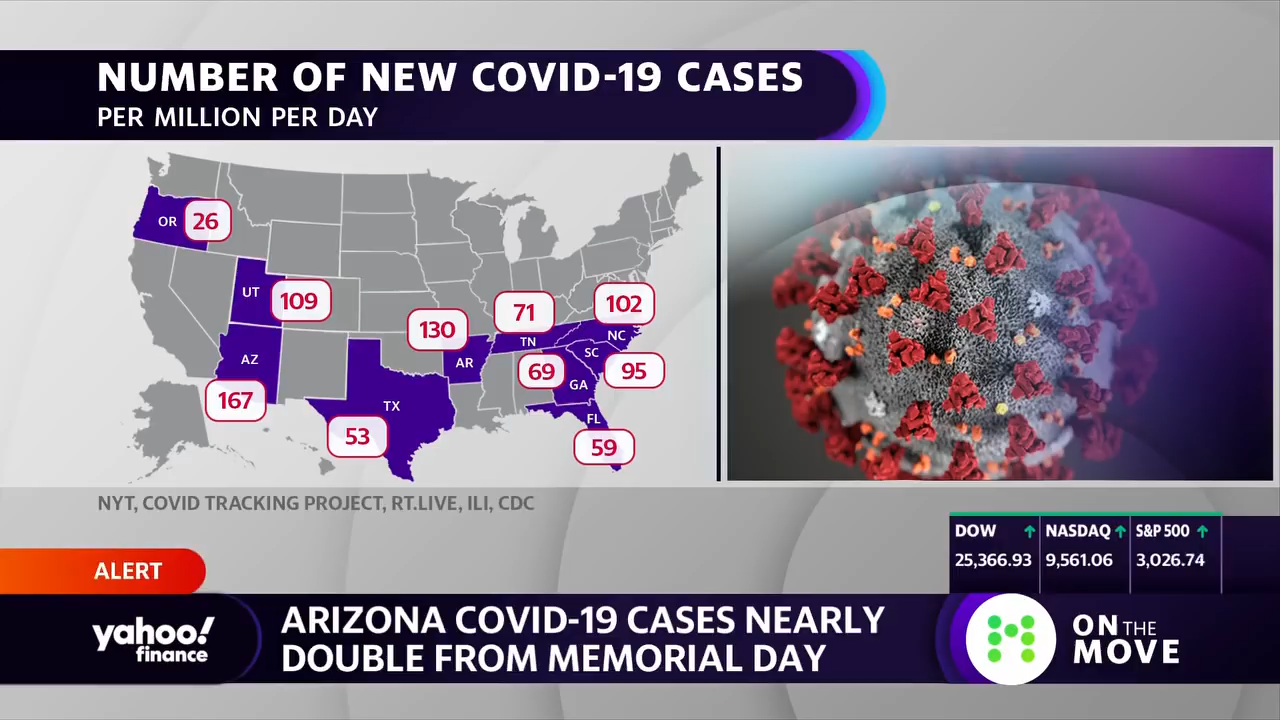 NUMBER OF NEW COVID-19 CASES
PER MILLION PER DAY
OR 26
UT 109
AZ
167
TX
53
130
AR
71
TN
102
NC
SC
95
69
GA
FL
59
NYT, COVID TRACKING PROJECT, RT.LIVE, ILI, CDC
DOW NASDAQ S&P 500
25,366.93 9,561.06 3,026.74
ALERT
yahoo!
finance
ARIZONA COVID-19 CASES NEARLY
DOUBLE FROM MEMORIAL DAY
ON THE
MOVE